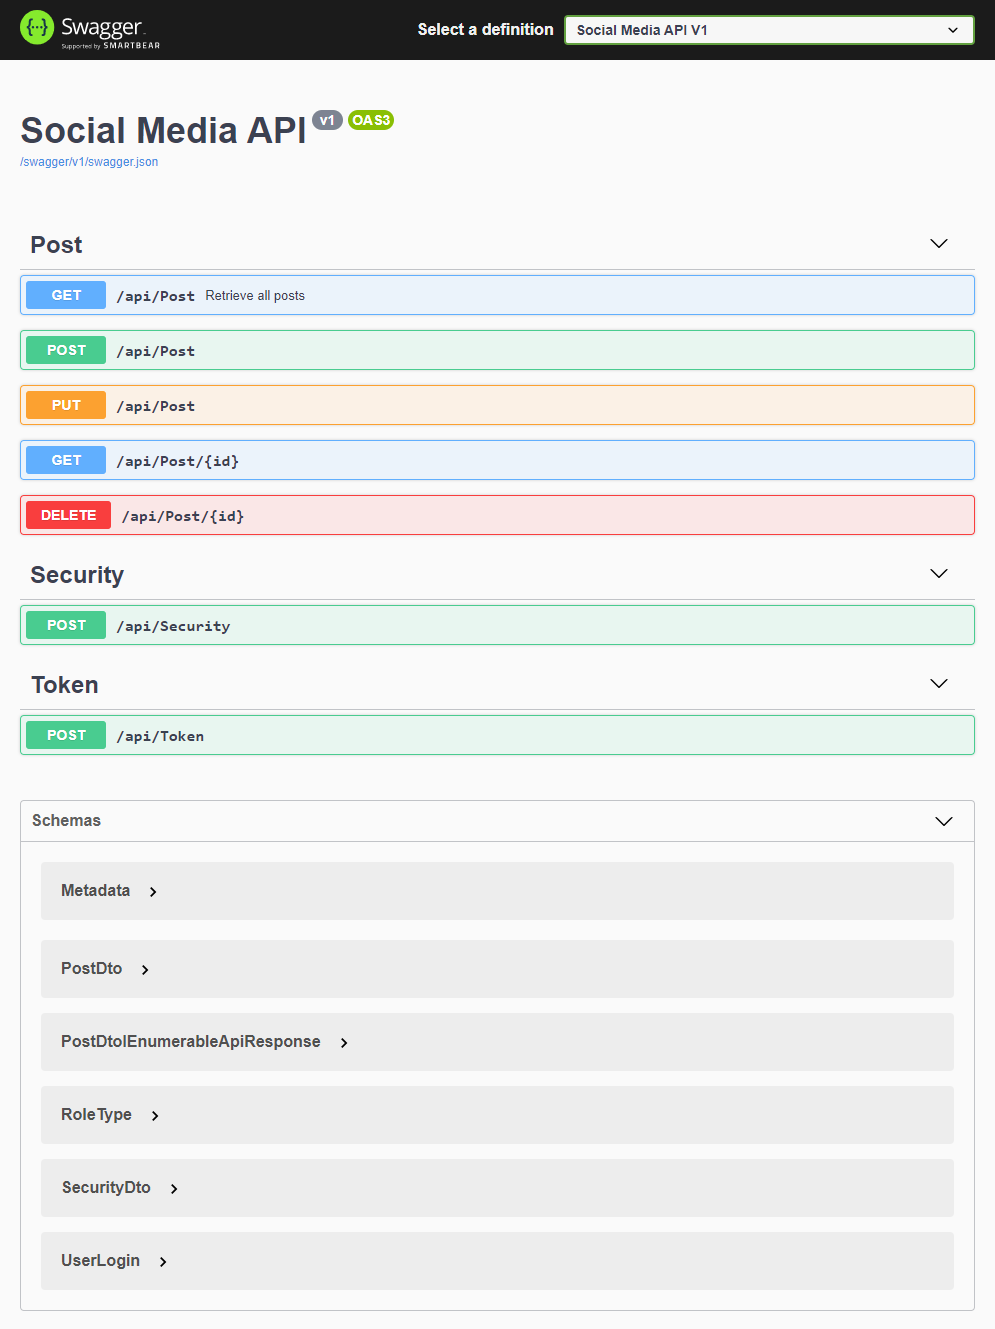 Swagger.
Supported by SMARTBEAR
Select a definition
Social Media API V1
Social Media API v1 OAS3
/swagger/v1/swagger.json
Post
GET /api/Post Retrieve all posts
POST /api/Post
PUT /api/Post
GET /api/Post/{id}
DELETE /api/Post/{id}
Security
POST /api/Security
Token
POST /api/Token
Schemas
Metadata
PostDto
PostDtoIEnumerableApiResponse
RoleType
SecurityDto
UserLogin